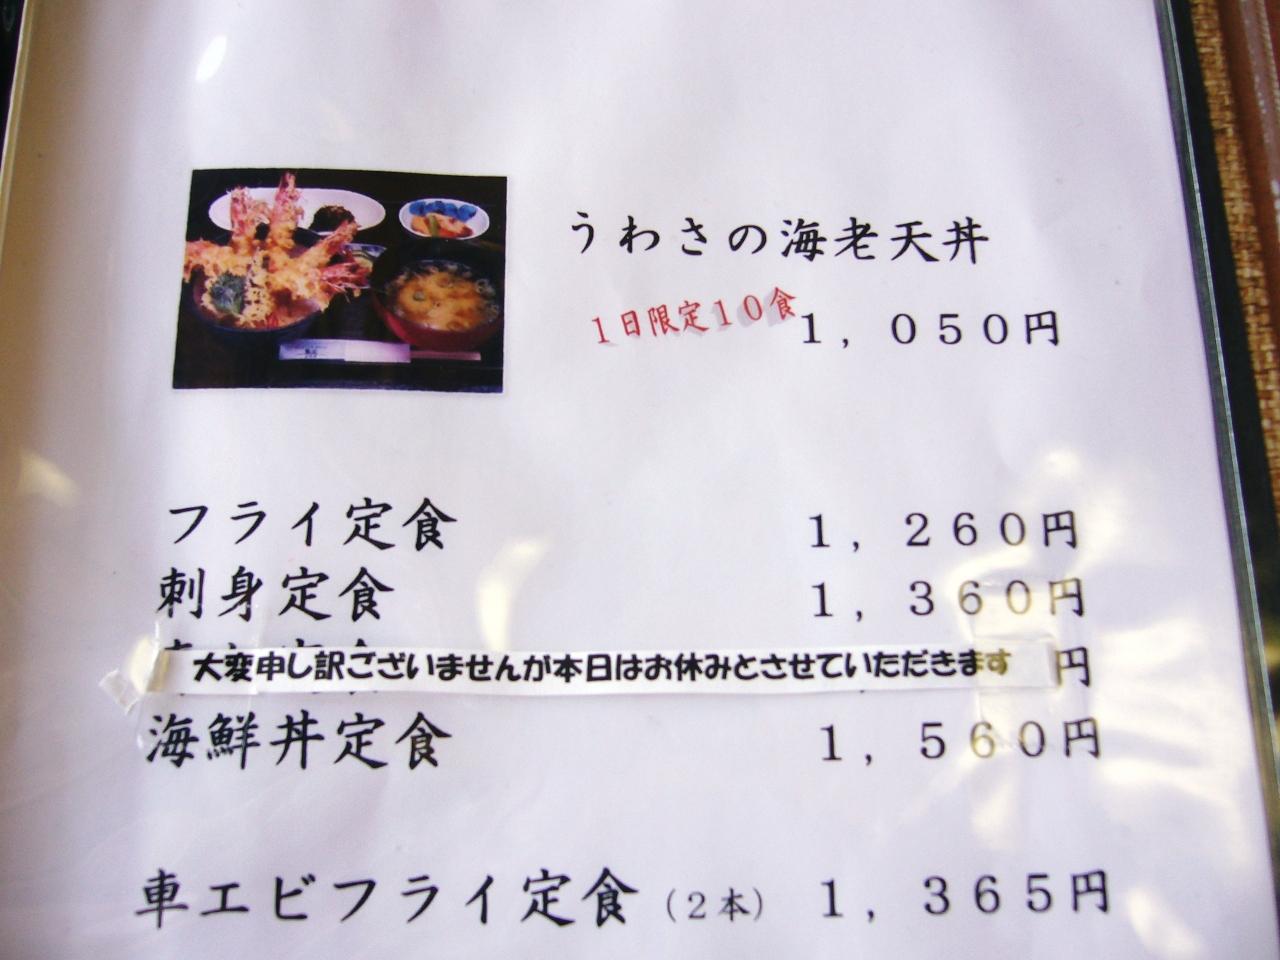 うわさの海老天丼
1日限定10食 1，050円
フライ定食 1，260円
刺身定食 1，360円
大変申し訳ございませんが本日はお休みとさせていただきます 円
海鮮丼定食 1，560円
車エビフライ定食（2本） 1，365円